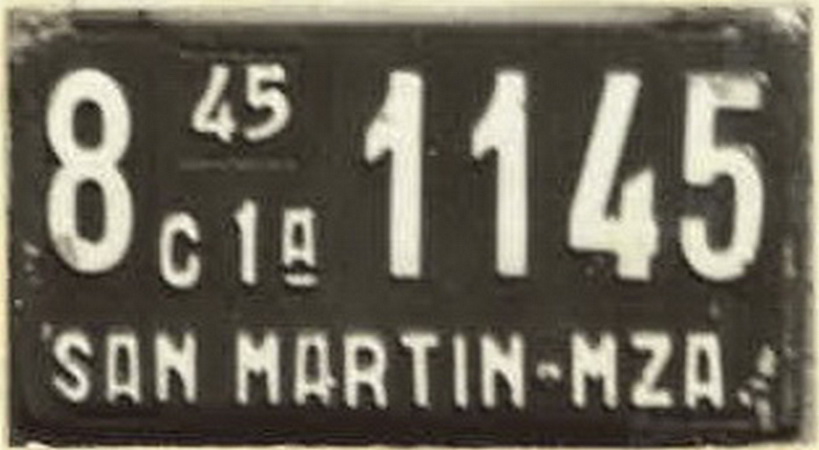 8 45 1145
C 1A
SAN MARTIN-MZA